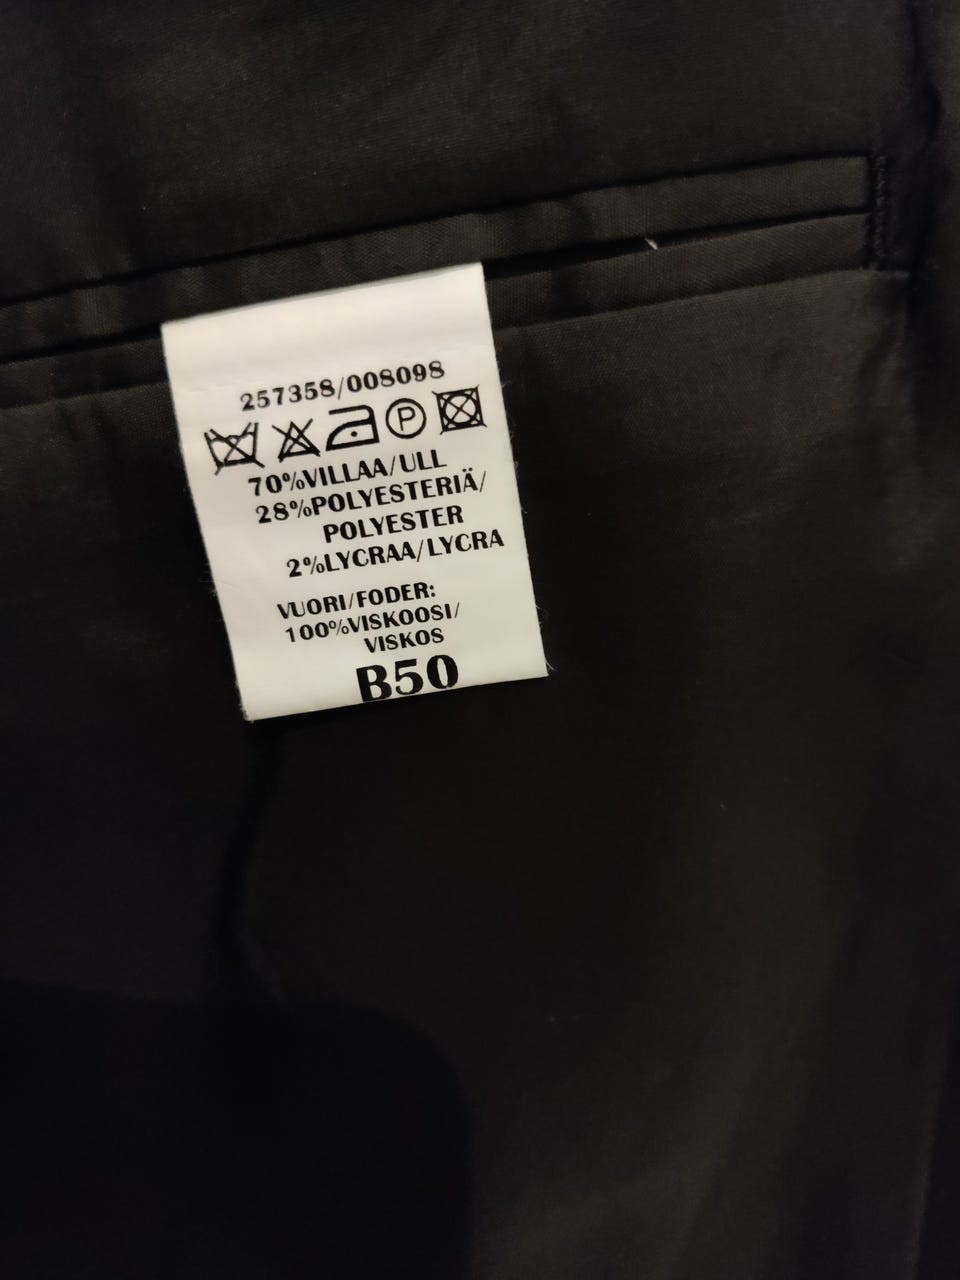 257358/008098
P
70%VILLAA/ULL
28%POLYESTERIÄ/
POLYESTER
2%LYCRAA/LYCRA
VUORI/FODER:
100%VISKOOSI/
VISKOS
B50